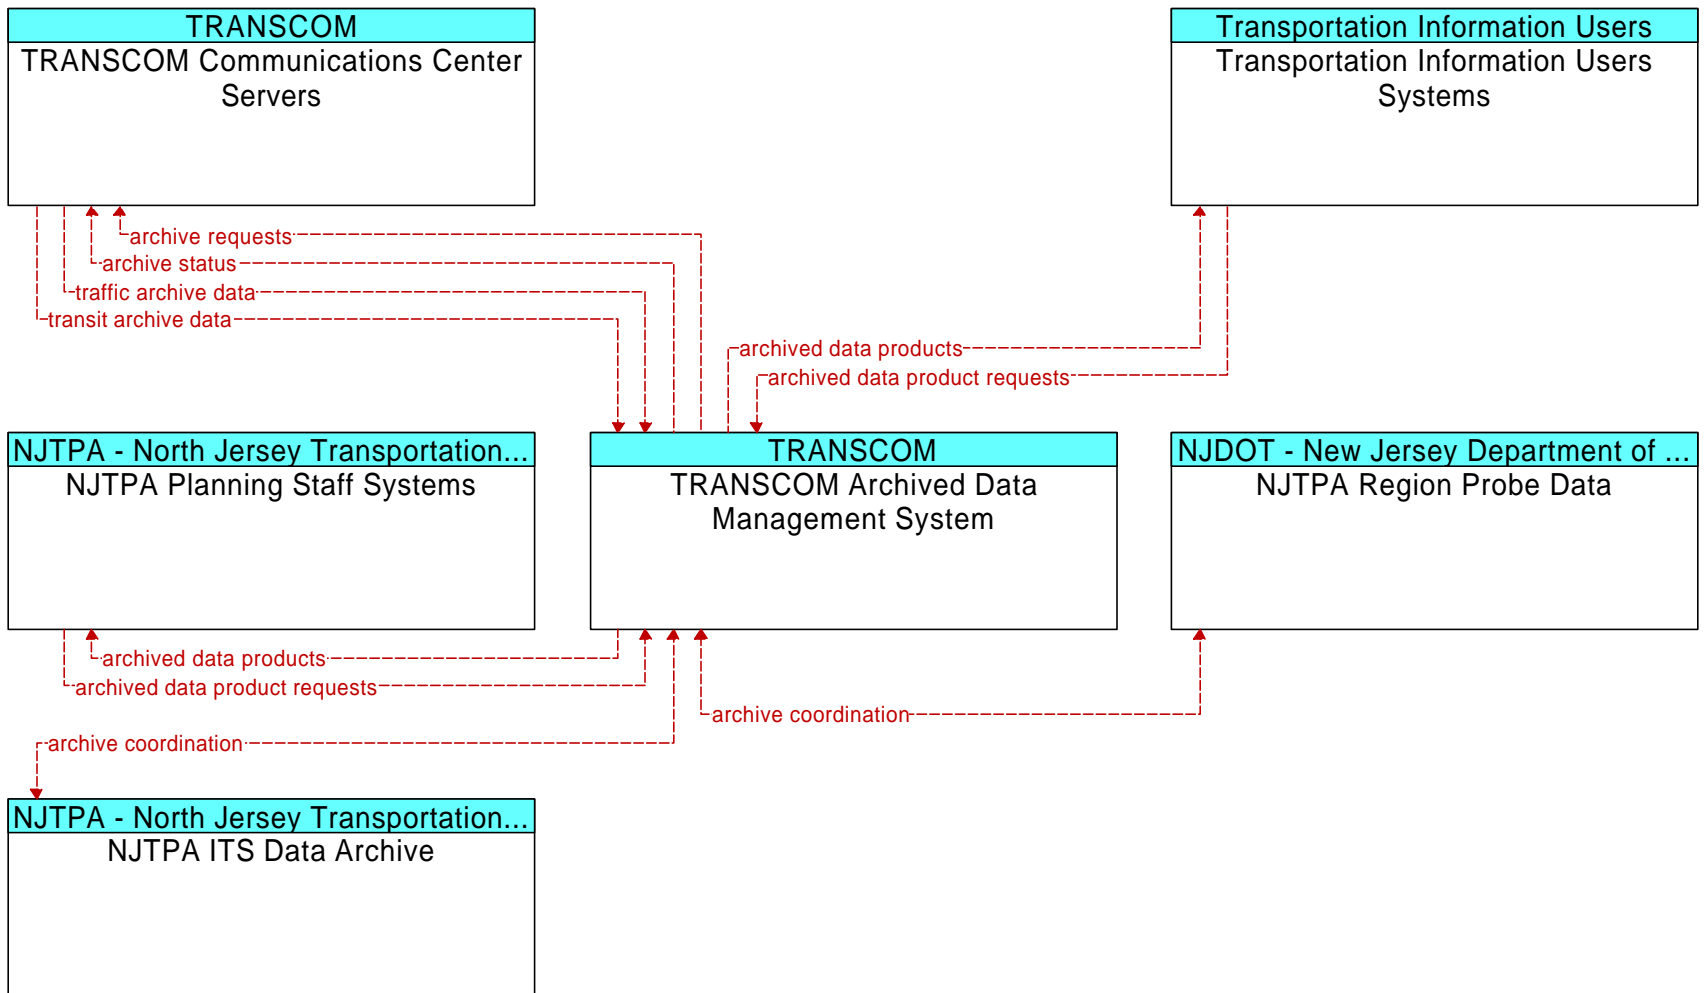 TRANSCOM
TRANSCOM Communications Center
Servers
Transportation Information Users
Transportation Information Users
Systems
archive requests
archive status
traffic archive data
transit archive data
archived data products
archived data product requests
NJTPA - North Jersey Transportation...
NJTPA Planning Staff Systems
TRANSCOM
TRANSCOM Archived Data
Management System
NJDOT - New Jersey Department of ...
NJTPA Region Probe Data
archived data products
archived data product requests
archive coordination
archive coordination
NJTPA - North Jersey Transportation...
NJTPA ITS Data Archive